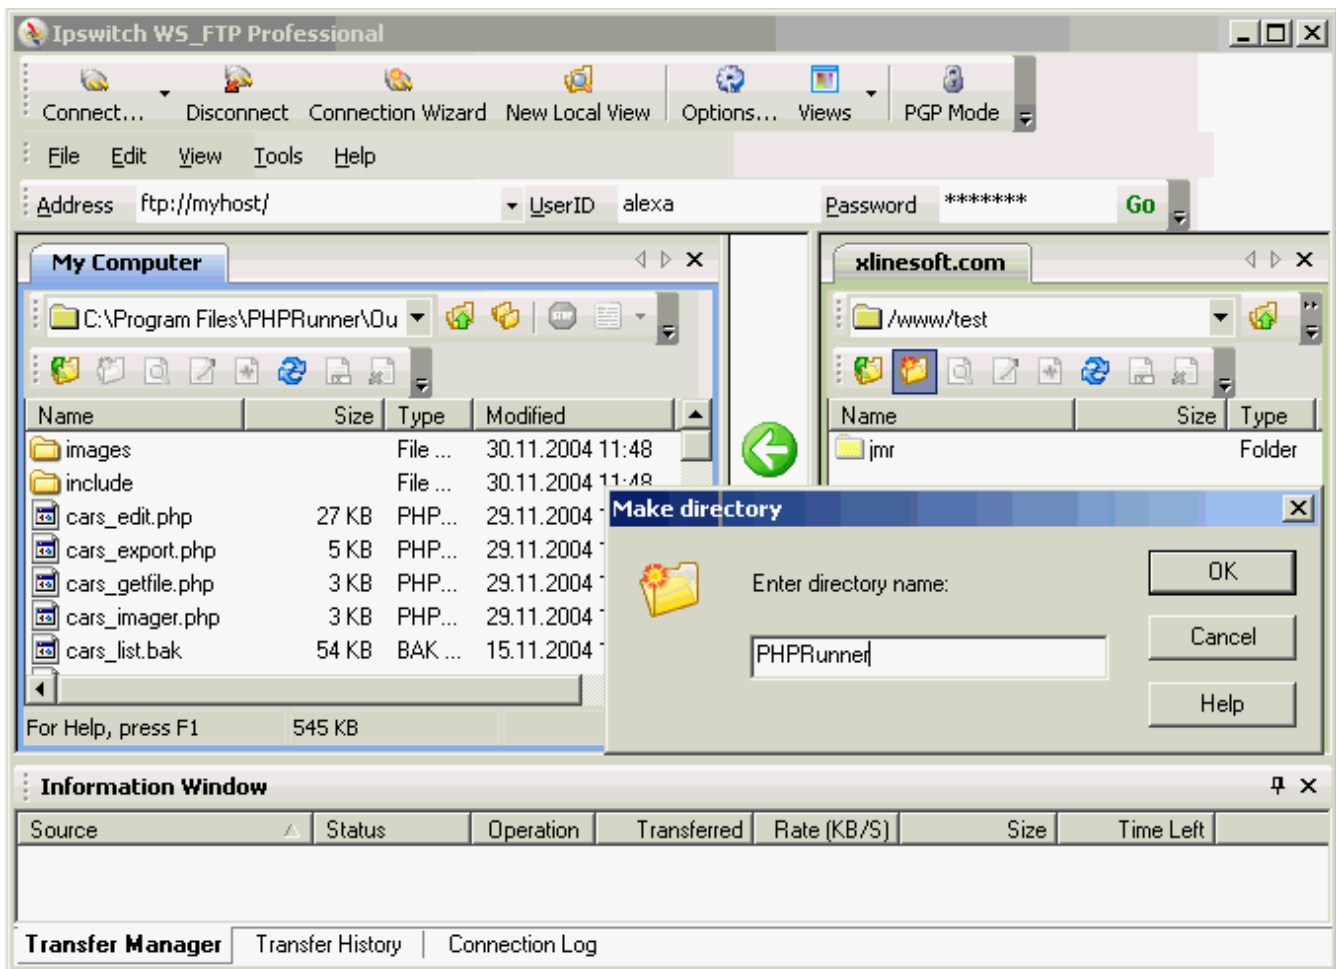 Ipswitch WS_FTP Professional
Connect... Disconnect Connection Wizard New Local View Options... Views PGP Mode
File Edit View Tools Help
Address ftp://myhost/ UserID alexa Password ******* Go
My Computer
C:\Program Files\PHPRunner\Ou
STOP
Name Size Type Modified
images File ... 30.11.2004 11:48
include File ... 30.11.2004 11:48
cars_edit.php 27 KB PHP... 29.11.2004
cars_export.php 5 KB PHP... 29.11.2004
cars_getfile.php 3 KB PHP... 29.11.2004
cars_imager.php 3 KB PHP... 29.11.2004
cars_list.bak 54 KB BAK ... 15.11.2004
For Help, press F1 545 KB
xlinesoft.com
/www/test
Name Size Type
jmr Folder
Make directory
Enter directory name:
PHPRunner
OK
Cancel
Help
Information Window
Source Status Operation Transferred Rate (KB/S) Size Time Left
Transfer Manager Transfer History Connection Log